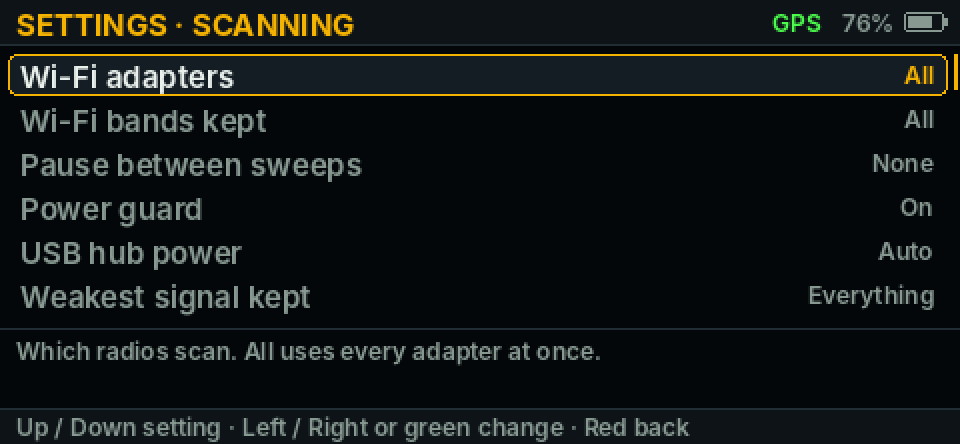 SETTINGS · SCANNING
GPS 76%
Wi-Fi adapters All
Wi-Fi bands kept All
Pause between sweeps None
Power guard On
USB hub power Auto
Weakest signal kept Everything
Which radios scan. All uses every adapter at once.
Up / Down setting · Left / Right or green change · Red back